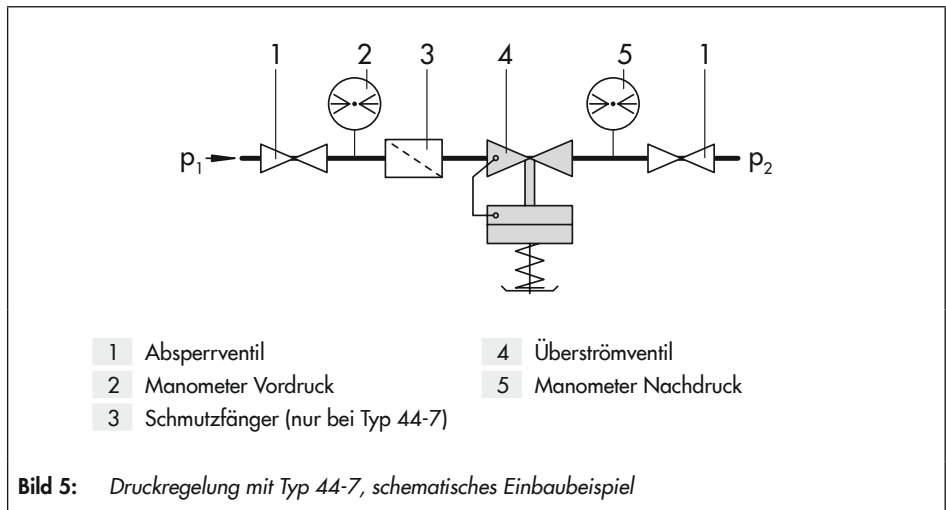 1 2 3 4 5 1
p1 p2
1 Absperrventil
2 Manometer Vordruck
3 Schmutzfänger (nur bei Typ 44-7)
4 Überströmventil
5 Manometer Nachdruck
Bild 5: Druckregelung mit Typ 44-7, schematisches Einbaubeispiel